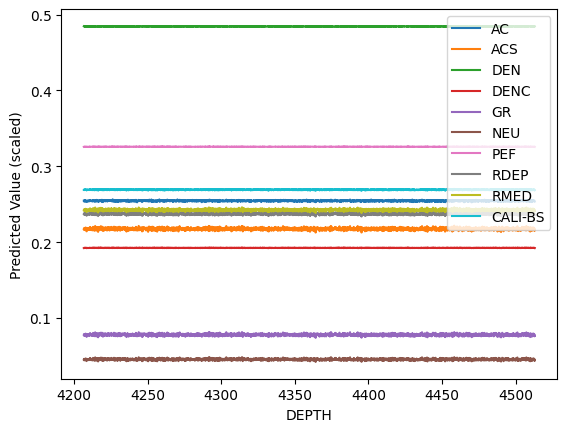 0.5
0.4
0.3
0.2
0.1
Predicted Value (scaled)
AC
ACS
DEN
DENC
GR
NEU
PEF
RDEP
RMED
CALI-BS
4200 4250 4300 4350 4400 4450 4500
DEPTH